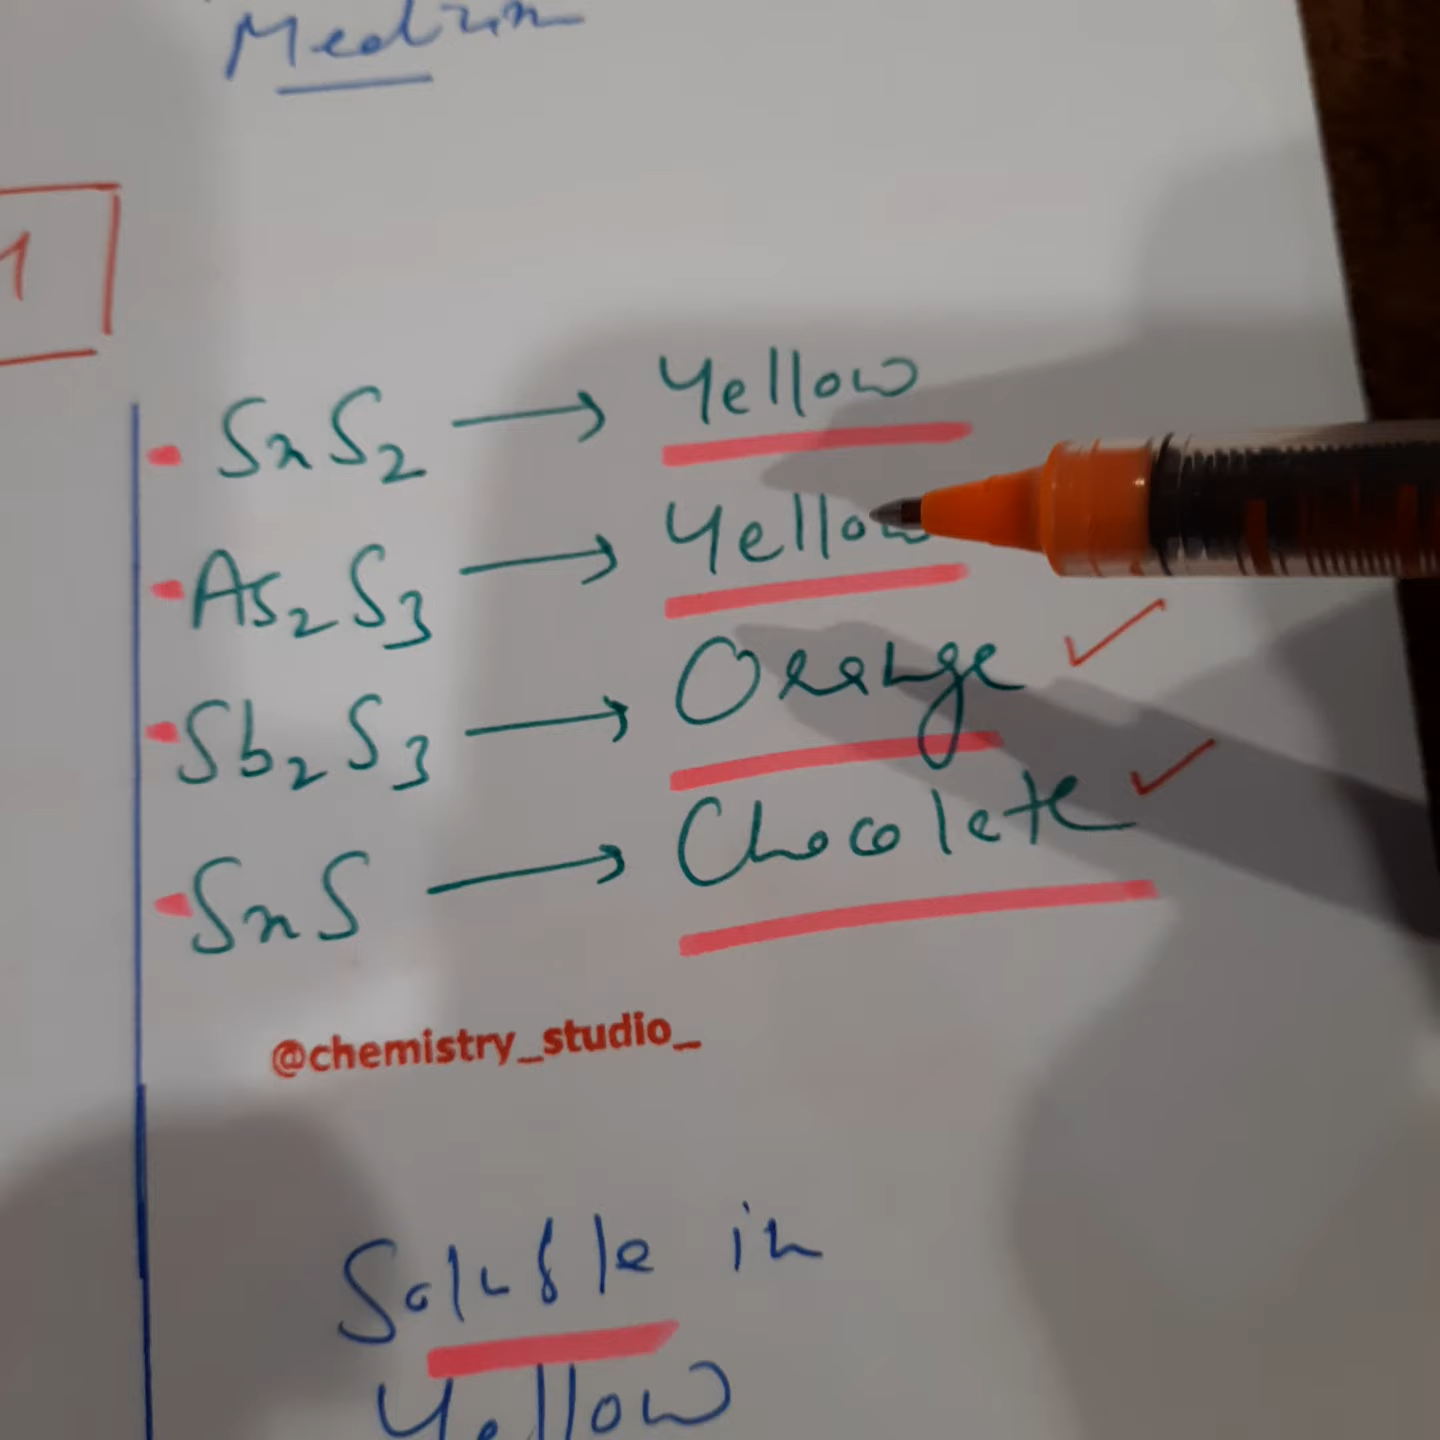 Medium
1
SnS₂ → Yellow
As₂S₃ → Yellow
Sb₂S₃ → Orange ✓
SnS → Chocolate ✓
@chemistry_studio_
Soluble in
Yellow